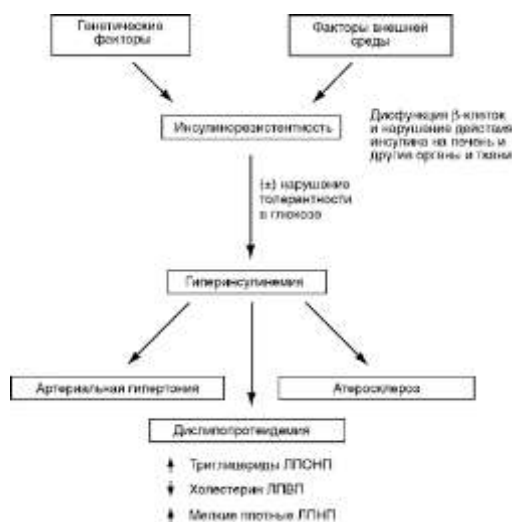 Генетические
факторы
Факторы внешней
среды
Инсулинорезистентность
Дисфункция β-клеток
и нарушение действия
инсулина на печень и
другие органы и ткани
(±) нарушение
толерантности
к глюкозе
Гиперинсулинемия
Артериальная гипертония
Атеросклероз
Дислипопротеидемия
Триглицериды ЛПОНП
Холестерин ЛПВП
Мелкие плотные ЛПНП